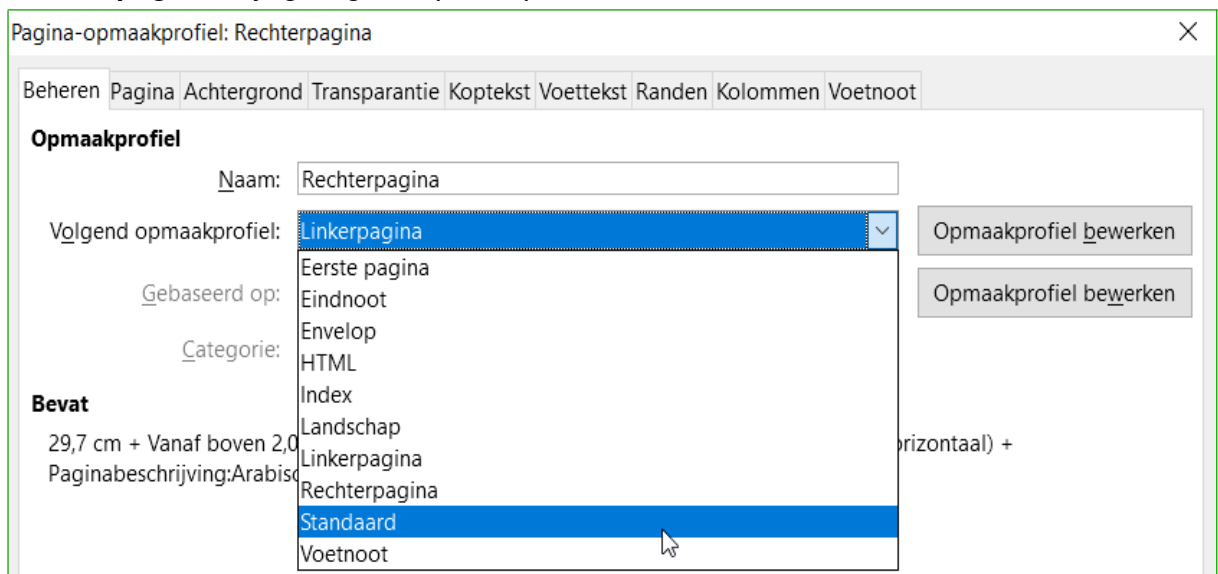 Pagina-opmaakprofiel: Rechterpagina
Beheren Pagina Achtergrond Transparantie Koptekst Voettekst Randen Kolommen Voetnoot
Opmaakprofiel
Naam: Rechterpagina
Volgend opmaakprofiel: Linkerpagina Opmaakprofiel bewerken
Eerste pagina
Gebaseerd op: Eindnoot Opmaakprofiel bewerken
Envelop
Categorie:
HTML
Index
Bevat
Landschap
29,7 cm + Vanaf boven 2,0 rizontaal) +
Linkerpagina
Paginabeschrijving:Arabisc
Rechterpagina
Standaard
Voetnoot